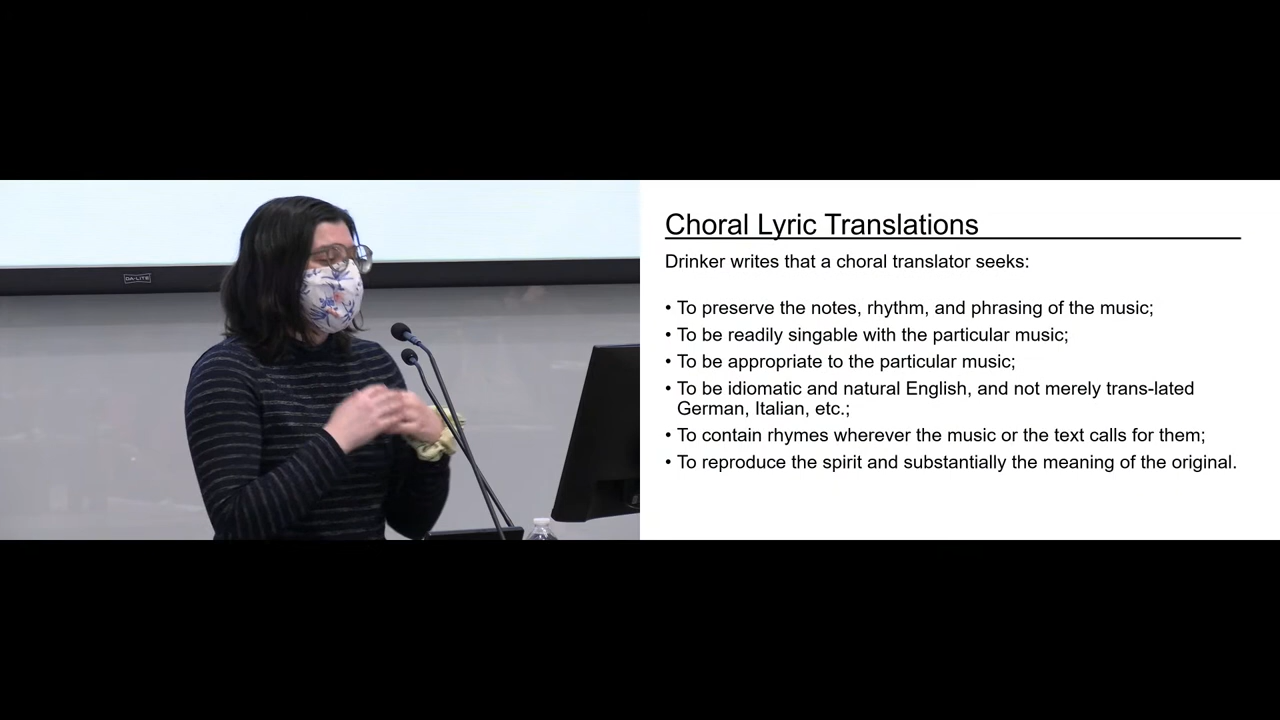 DA-LITE
Choral Lyric Translations
Drinker writes that a choral translator seeks:
• To preserve the notes, rhythm, and phrasing of the music;
• To be readily singable with the particular music;
• To be appropriate to the particular music;
• To be idiomatic and natural English, and not merely trans-lated
German, Italian, etc.;
• To contain rhymes wherever the music or the text calls for them;
• To reproduce the spirit and substantially the meaning of the original.